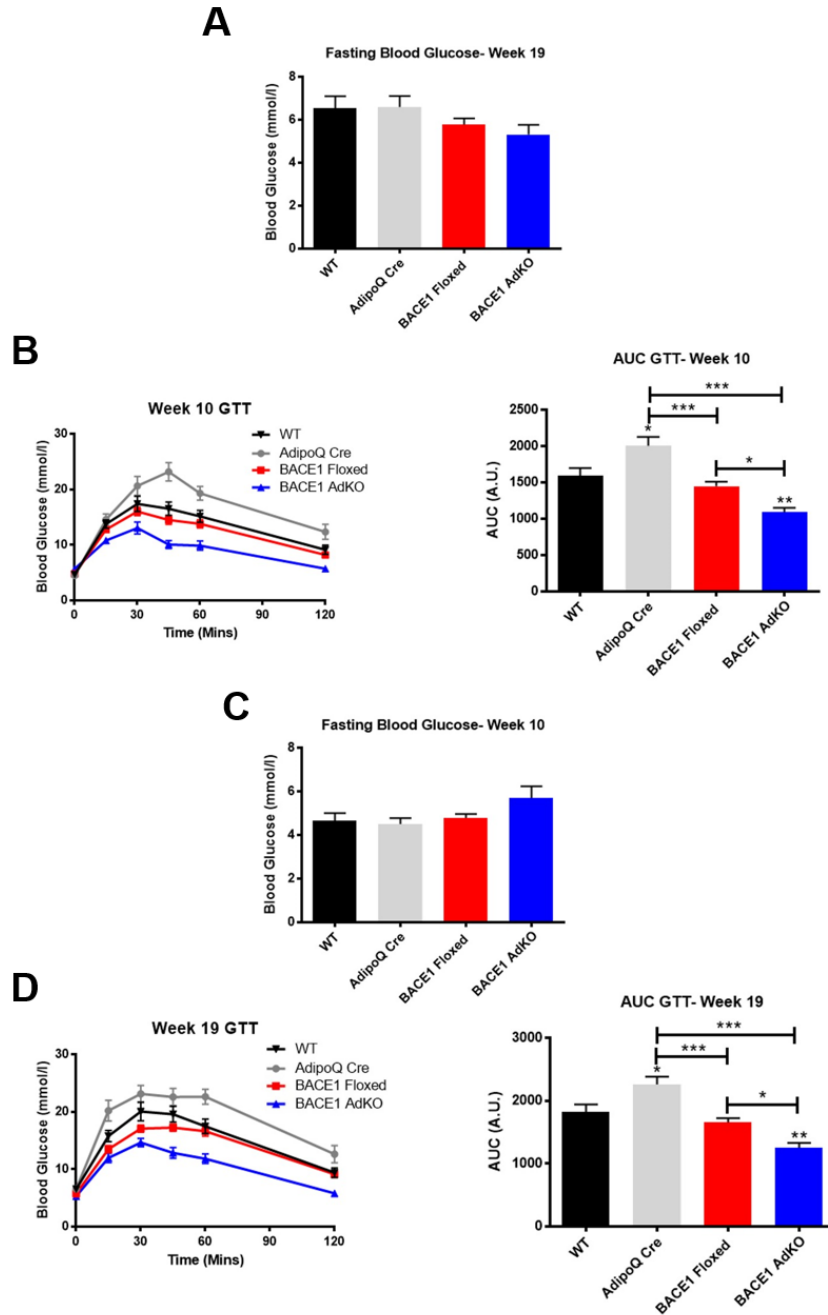 A
Fasting Blood Glucose- Week 19
Blood Glucose (mmol/l)
8
6
4
2
0
WT
AdipoQ Cre
BACE1 Floxed
BACE1 AdKO
B
Week 10 GTT
Blood Glucose (mmol/l)
30
20
10
0
0
30
60
90
120
Time (Mins)
WT
AdipoQ Cre
BACE1 Floxed
BACE1 AdKO
AUC GTT- Week 10
AUC (A.U.)
2500
2000
1500
1000
500
0
***
***
*
*
**
WT
AdipoQ Cre
BACE1 Floxed
BACE1 AdKO
C
Fasting Blood Glucose- Week 10
Blood Glucose (mmol/l)
8
6
4
2
0
WT
AdipoQ Cre
BACE1 Floxed
BACE1 AdKO
D
Week 19 GTT
Blood Glucose (mmol/l)
30
20
10
0
0
30
60
90
120
Time (Mins)
WT
AdipoQ Cre
BACE1 Floxed
BACE1 AdKO
AUC GTT- Week 19
AUC (A.U.)
3000
2000
1000
0
***
***
*
*
**
WT
AdipoQ Cre
BACE1 Floxed
BACE1 AdKO